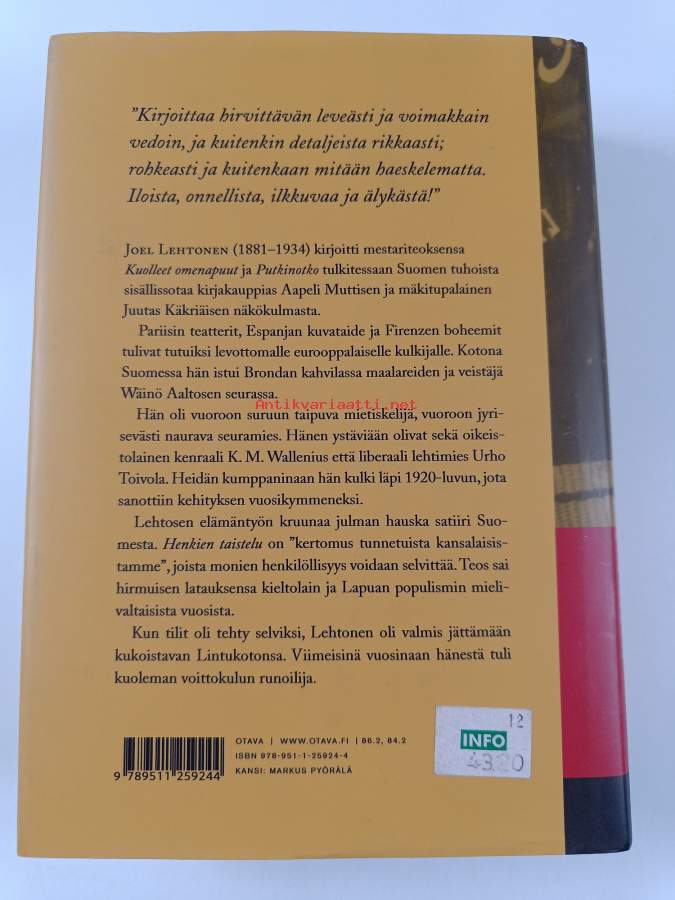 ”Kirjoittaa hirvittävän leveästi ja voimakkain
vedoin, ja kuitenkin detaljeista rikkaasti;
rohkeasti ja kuitenkaan mitään haeskelematta.
Iloista, onnellista, ilkkuvaa ja älykästä!”
JOEL LEHTONEN (1881–1934) kirjoitti mestariteoksensa
Kuolleet omenapuut ja Putkinotko tulkitessaan Suomen tuhoista
sisällissotaa kirjakauppias Aapeli Muttisen ja mäkitupalainen
Juutas Käkriäisen näkökulmasta.
Pariisin teatterit, Espanjan kuvataide ja Firenzen boheemit
tulivat tutuiksi levottomalle eurooppalaiselle kulkijalle. Kotona
Suomessa hän istui Brondan kahvilassa maalareiden ja veistäjä
Wäinö Aaltosen seurassa.
Antikvariaatti.net
Hän oli vuoroon suruun taipuva mietiskelijä, vuoroon jyri-
sevästi naurava seuramies. Hänen ystäviään olivat sekä oikeis-
tolainen kenraali K. M. Wallenius että liberaali lehtimies Urho
Toivola. Heidän kumppaninaan hän kulki läpi 1920-luvun, jota
sanottiin kehityksen vuosikymmeneksi.
Lehtosen elämäntyön kruunaa julman hauska satiiri Suo-
mesta. Henkien taistelu on ”kertomus tunnetuista kansalaisis-
tamme”, joista monien henkilöllisyys voidaan selvittää. Teos sai
hirmuisen latauksensa kieltolain ja Lapuan populismin mieli-
valtaisista vuosista.
Kun tilit oli tehty selviksi, Lehtonen oli valmis jättämään
kukoistavan Lintukotonsa. Viimeisinä vuosinaan hänestä tuli
kuoleman voittokulun runoilija.
OTAVA | WWW.OTAVA.FI | 86.2, 84.2
ISBN 978-951-1-25924-4
KANSI: MARKUS PYÖRÄLÄ
9 789511 259244
12
INFO
43.20